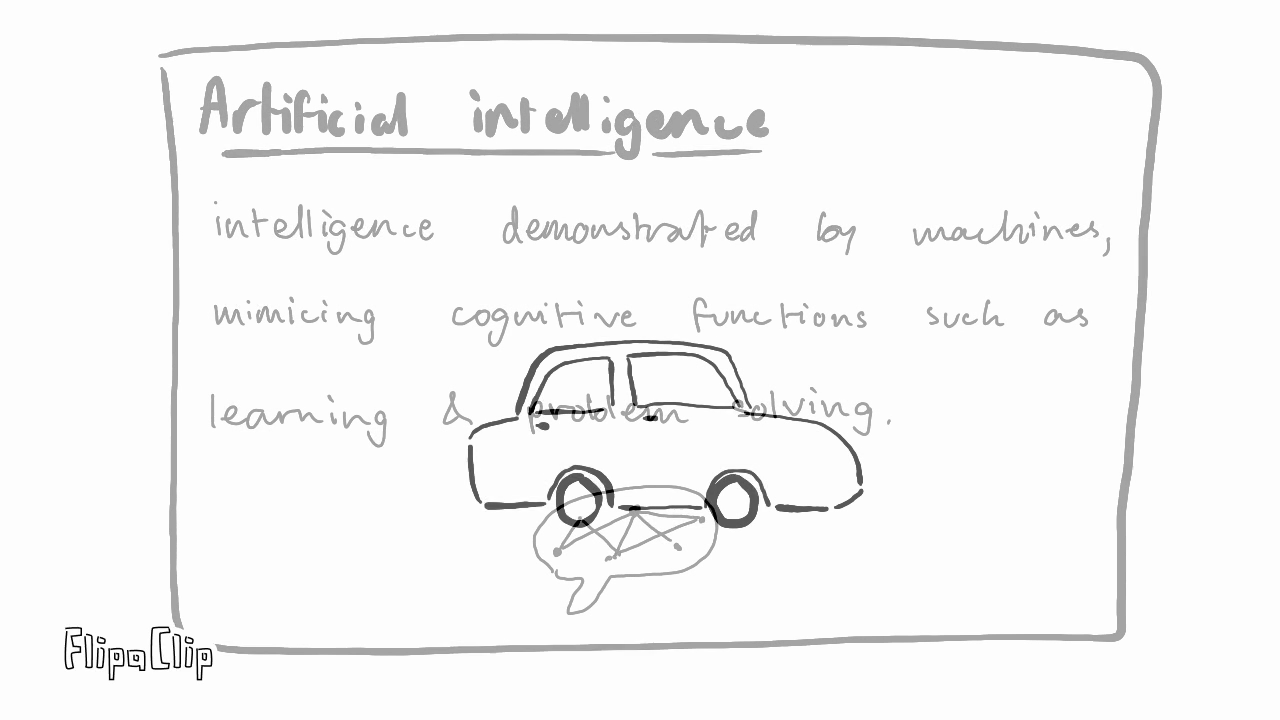 Artificial intelligence
intelligence demonstrated by machines,
mimicing cognitive functions such as
learning & problem solving.
FlipaClip